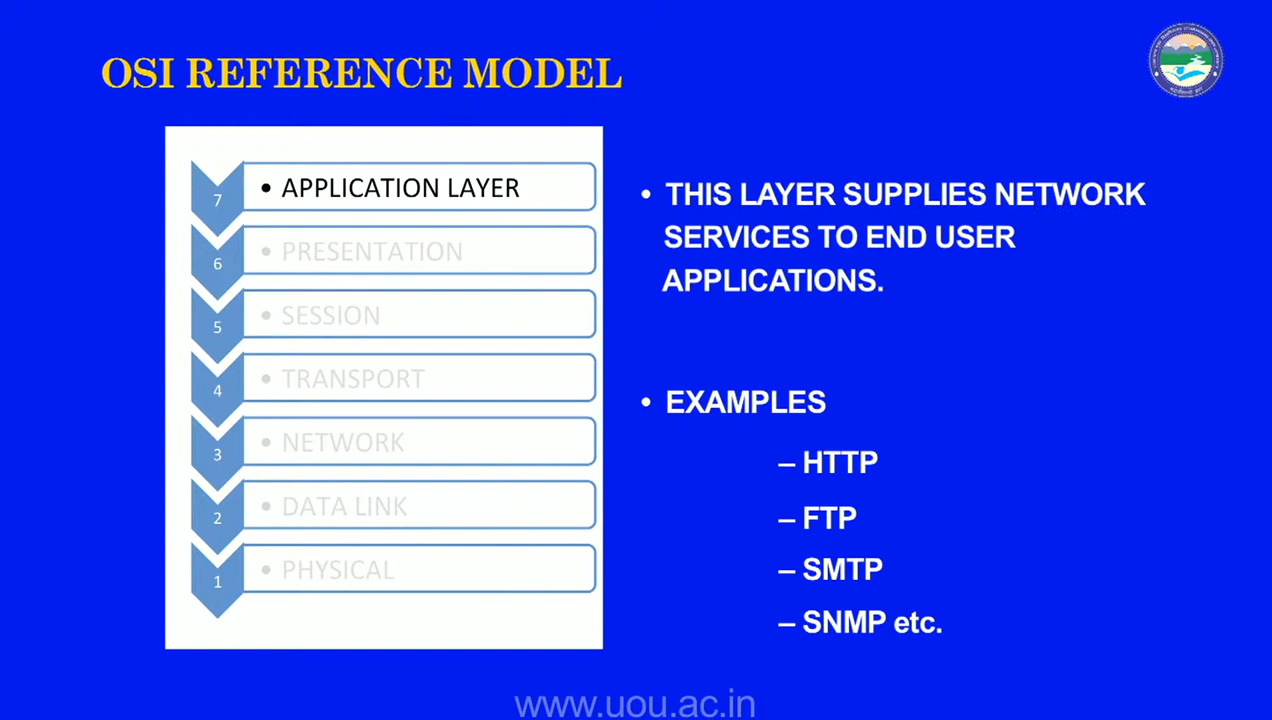 OSI REFERENCE MODEL
7
• APPLICATION LAYER
6
• PRESENTATION
5
• SESSION
4
• TRANSPORT
3
• NETWORK
2
• DATA LINK
1
• PHYSICAL
• THIS LAYER SUPPLIES NETWORK
SERVICES TO END USER
APPLICATIONS.
• EXAMPLES
– HTTP
– FTP
– SMTP
– SNMP etc.
www.uou.ac.in